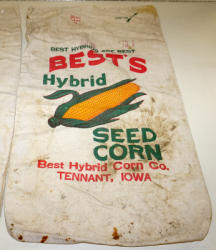 BEST HYBRIDS ARE BEST
BEST'S
Hybrid
SEED
CORN
Best Hybrid Corn Co.
TENNANT, IOWA